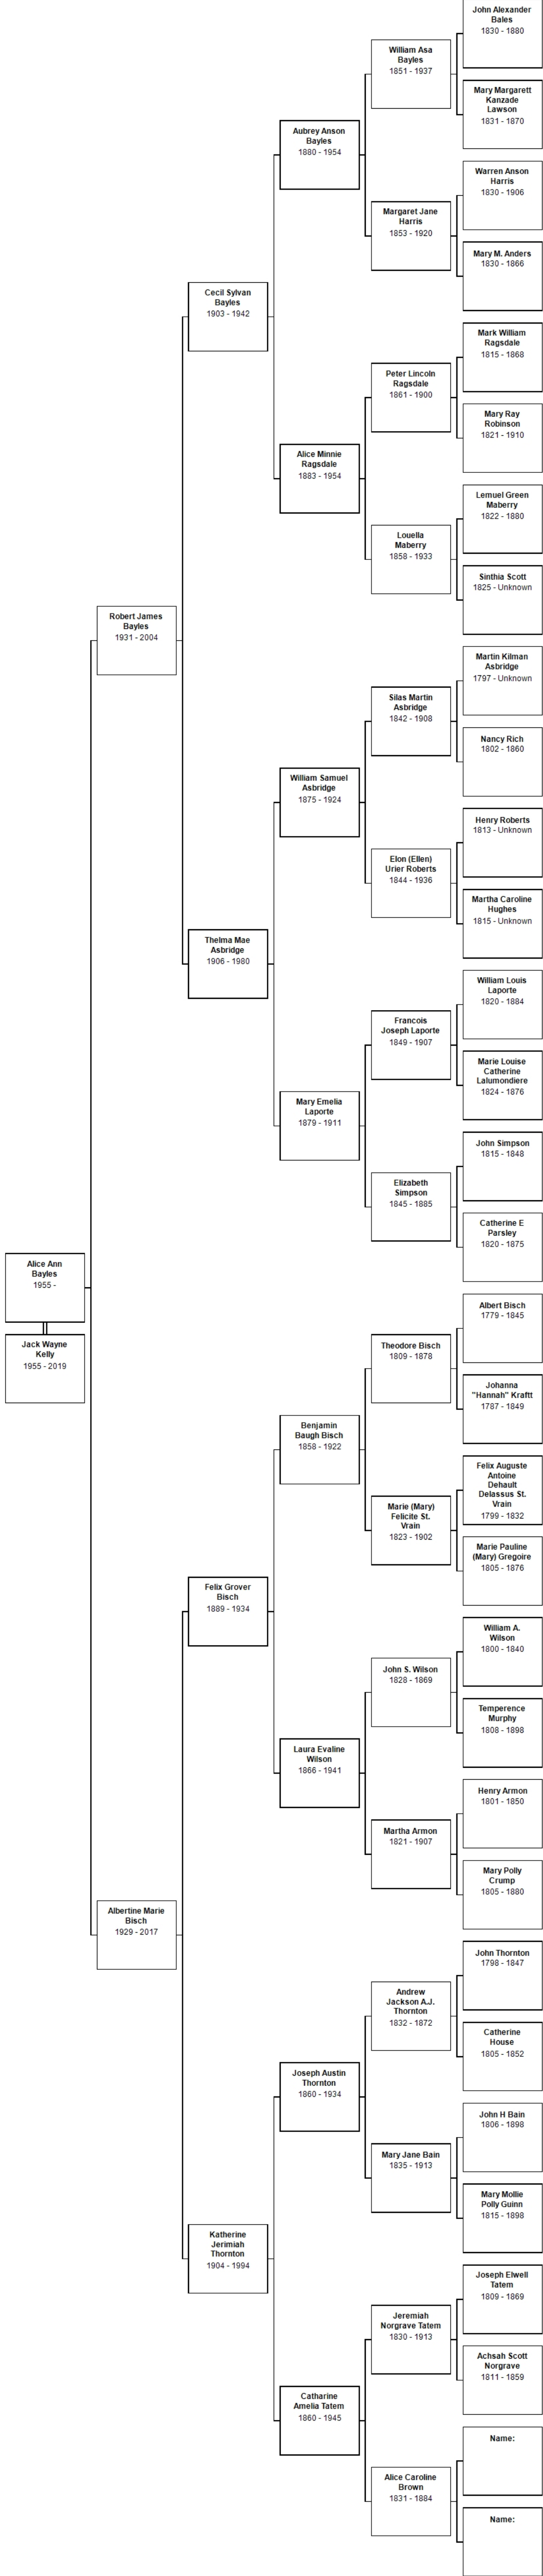 John Alexander
Bales
1830 - 1880
William Asa
Bayles
1851 - 1937
Mary Margarett
Kanzade
Lawson
1831 - 1870
Aubrey Anson
Bayles
1880 - 1954
Warren Anson
Harris
1830 - 1906
Margaret Jane
Harris
1853 - 1920
Mary M. Anders
1830 - 1866
Cecil Sylvan
Bayles
1903 - 1942
Mark William
Ragsdale
1815 - 1868
Peter Lincoln
Ragsdale
1861 - 1900
Mary Ray
Robinson
1821 - 1910
Alice Minnie
Ragsdale
1883 - 1954
Lemuel Green
Maberry
1822 - 1880
Louella
Maberry
1858 - 1933
Sinthia Scott
1825 - Unknown
Robert James
Bayles
1931 - 2004
Martin Kilman
Asbridge
1797 - Unknown
Silas Martin
Asbridge
1842 - 1908
Nancy Rich
1802 - 1860
William Samuel
Asbridge
1875 - 1924
Henry Roberts
1813 - Unknown
Elon (Ellen)
Urier Roberts
1844 - 1936
Martha Caroline
Hughes
1815 - Unknown
Thelma Mae
Asbridge
1906 - 1980
William Louis
Laporte
1820 - 1884
Francois
Joseph Laporte
1849 - 1907
Marie Louise
Catherine
Lalumondiere
1824 - 1876
Mary Emelia
Laporte
1879 - 1911
John Simpson
1815 - 1848
Elizabeth
Simpson
1845 - 1885
Catherine E
Parsley
1820 - 1875
Alice Ann
Bayles
1955 -
Jack Wayne
Kelly
1955 - 2019
Albert Bisch
1779 - 1845
Theodore Bisch
1809 - 1878
Johanna
"Hannah" Kraftt
1787 - 1849
Benjamin
Baugh Bisch
1858 - 1922
Felix Auguste
Antoine
Dehault
Delassus St.
Vrain
1799 - 1832
Marie (Mary)
Felicite St.
Vrain
1823 - 1902
Marie Pauline
(Mary) Gregoire
1805 - 1876
Felix Grover
Bisch
1889 - 1934
William A.
Wilson
1800 - 1840
John S. Wilson
1828 - 1869
Temperence
Murphy
1808 - 1898
Laura Evaline
Wilson
1866 - 1941
Henry Armon
1801 - 1850
Martha Armon
1821 - 1907
Mary Polly
Crump
1805 - 1880
Albertine Marie
Bisch
1929 - 2017
John Thornton
1798 - 1847
Andrew
Jackson A.J.
Thornton
1832 - 1872
Catherine
House
1805 - 1852
Joseph Austin
Thornton
1860 - 1934
John H Bain
1806 - 1898
Mary Jane Bain
1835 - 1913
Mary Mollie
Polly Guinn
1815 - 1898
Katherine
Jerimiah
Thornton
1904 - 1994
Joseph Elwell
Tatem
1809 - 1869
Jeremiah
Norgrave Tatem
1830 - 1913
Achsah Scott
Norgrave
1811 - 1859
Catharine
Amelia Tatem
1860 - 1945
Name:
Alice Caroline
Brown
1831 - 1884
Name: